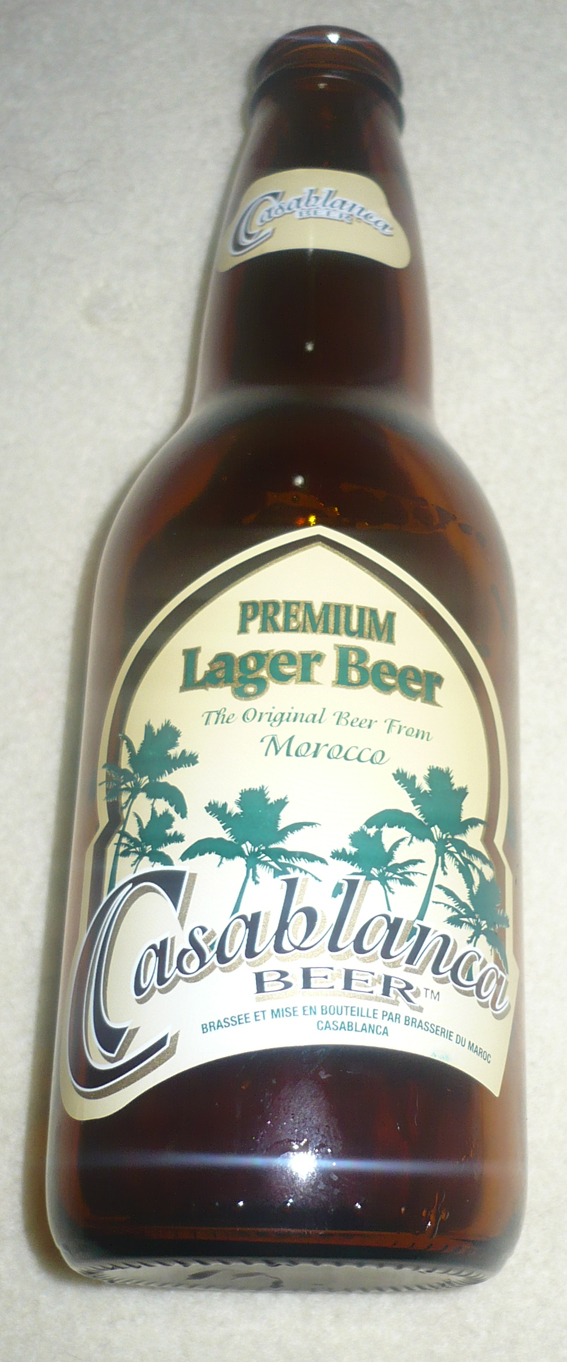 Casablanca
BEER
PREMIUM
Lager Beer
The Original Beer From
Morocco
Casablanca
BEER™
BRASSEE ET MISE EN BOUTEILLE PAR BRASSERIE DU MAROC
CASABLANCA